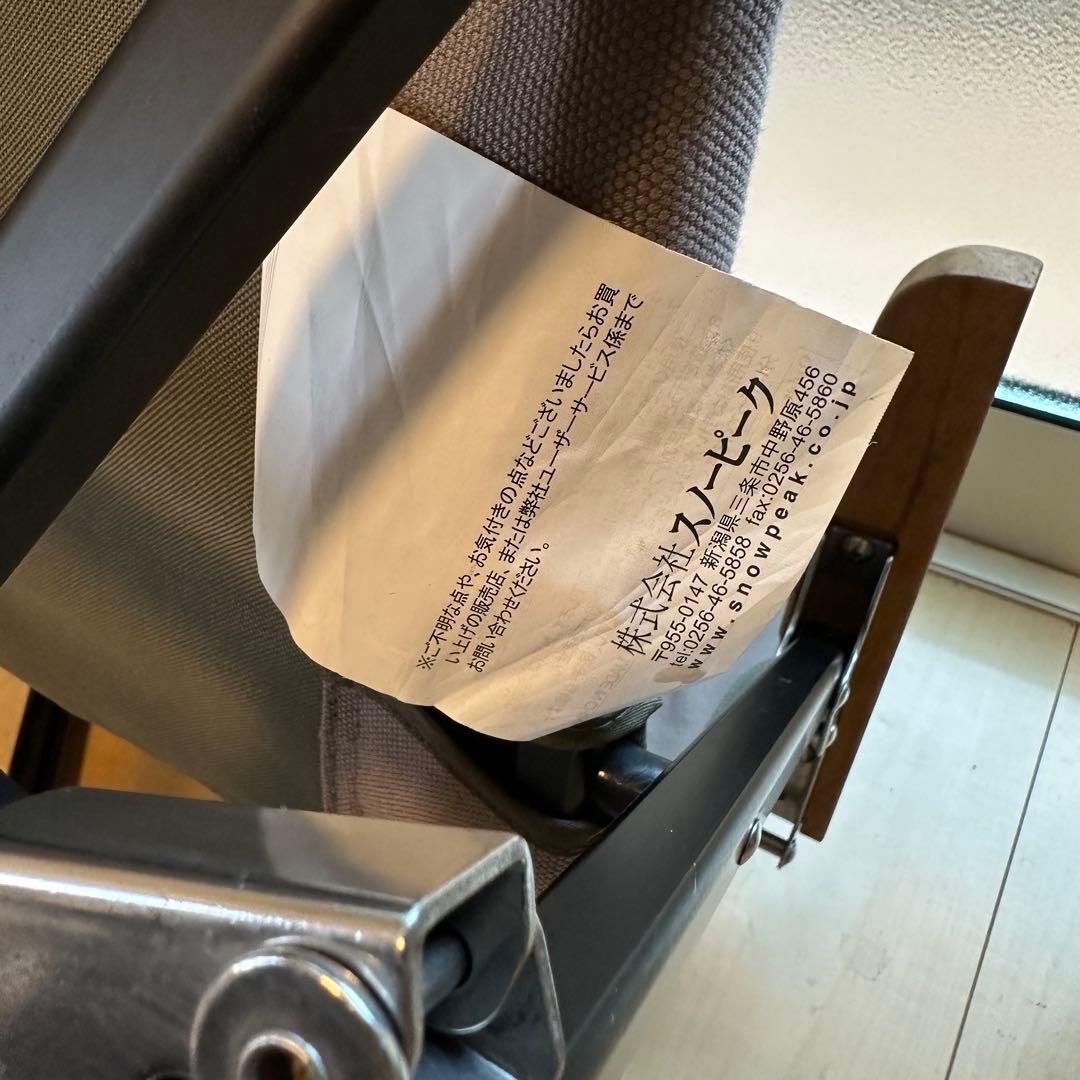 ※ご不明な点や、お気付きの点などございましたらお買
い上げの販売店、または弊社ユーザーサービス係まで
お問い合わせください。
株式会社スノーピーク
〒955-0147 新潟県三条市中野原456
tel:0256-46-5858 fax:0256-46-5860
www.snowpeak.co.jp